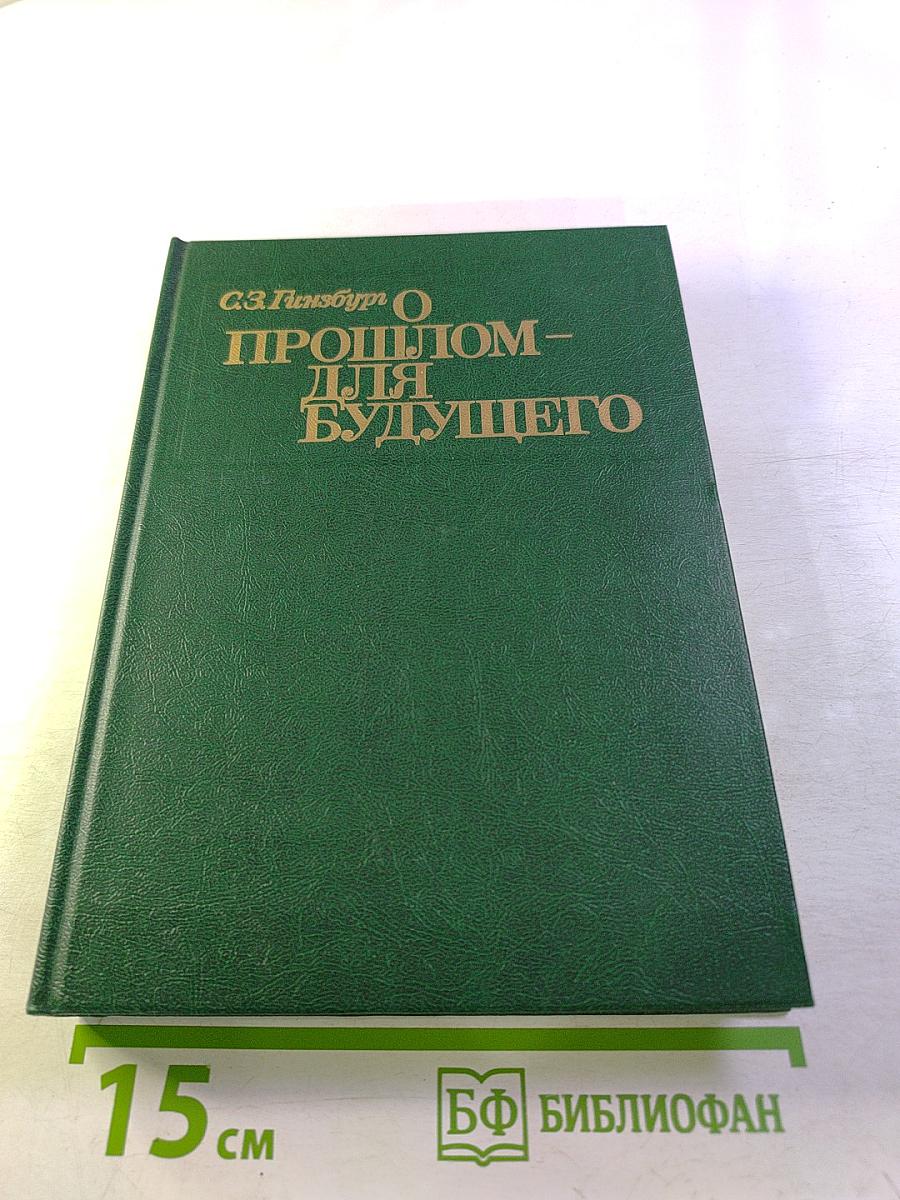 С.З. Гинзбург
О
ПРОШЛОМ –
ДЛЯ
БУДУЩЕГО
15 см
БФ БИБЛИОФАН